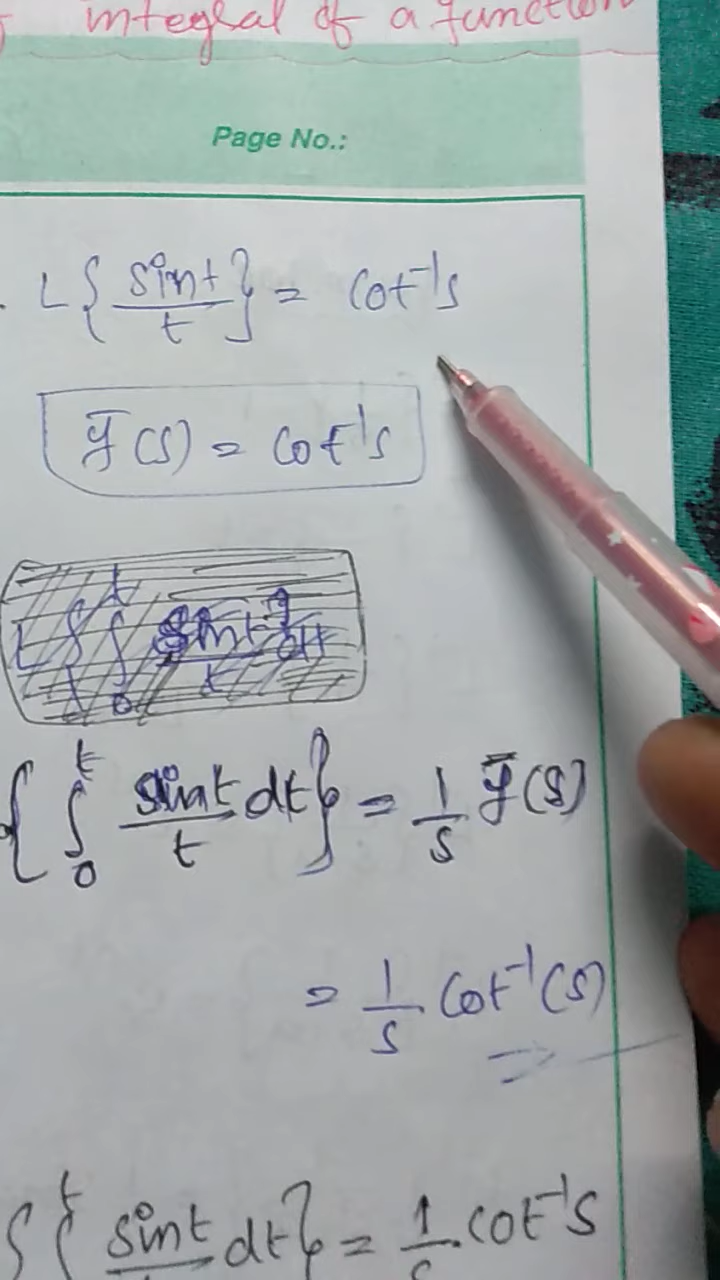 integral of a function
Page No.:
L{sint/t} = cot⁻¹s
f̄(s) = cot⁻¹s
{∫₀ᵗ sint/t dt} = 1/s f̄(s)
= 1/s cot⁻¹(s)
{∫ᵗ sint dt} = 1/s . cot⁻¹s